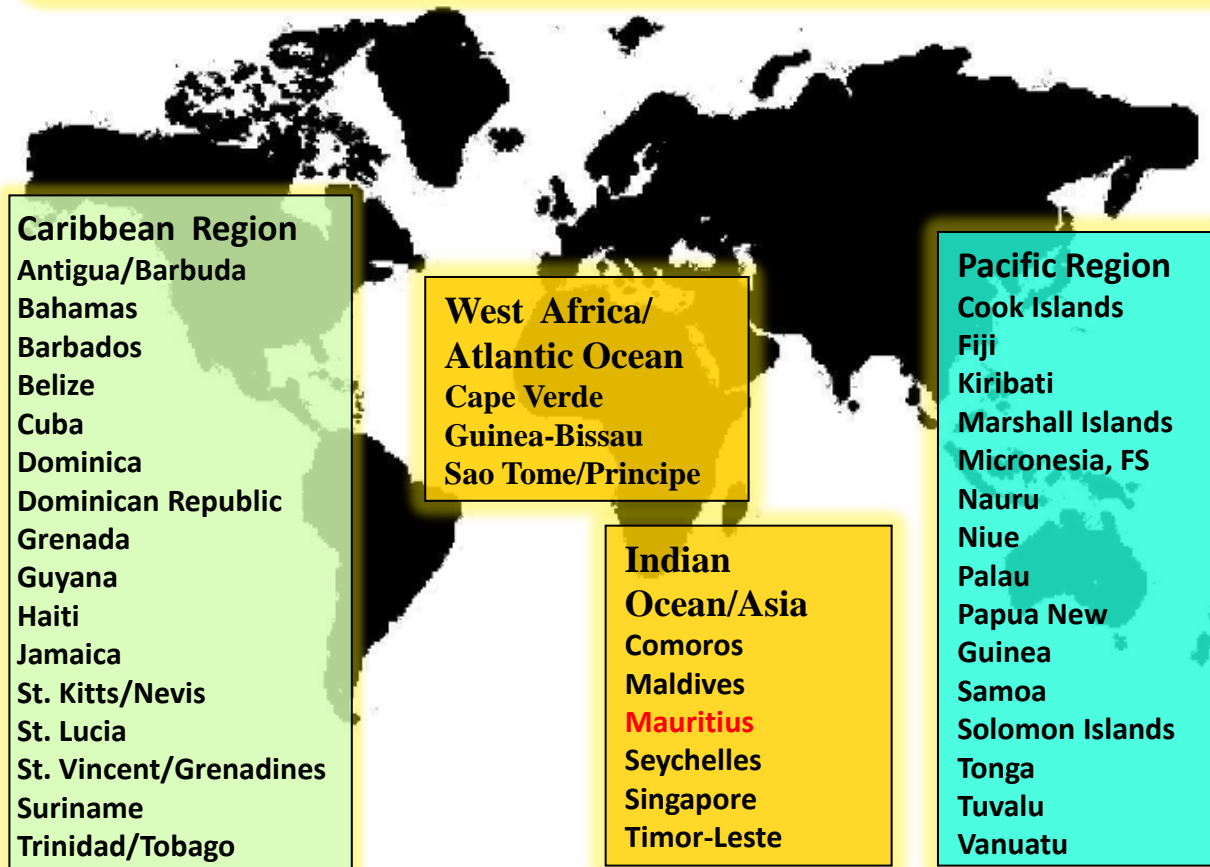 Caribbean Region
Antigua/Barbuda
Bahamas
Barbados
Belize
Cuba
Dominica
Dominican Republic
Grenada
Guyana
Haiti
Jamaica
St. Kitts/Nevis
St. Lucia
St. Vincent/Grenadines
Suriname
Trinidad/Tobago
West Africa/
Atlantic Ocean
Cape Verde
Guinea-Bissau
Sao Tome/Principe
Indian
Ocean/Asia
Comoros
Maldives
Mauritius
Seychelles
Singapore
Timor-Leste
Pacific Region
Cook Islands
Fiji
Kiribati
Marshall Islands
Micronesia, FS
Nauru
Niue
Palau
Papua New
Guinea
Samoa
Solomon Islands
Tonga
Tuvalu
Vanuatu